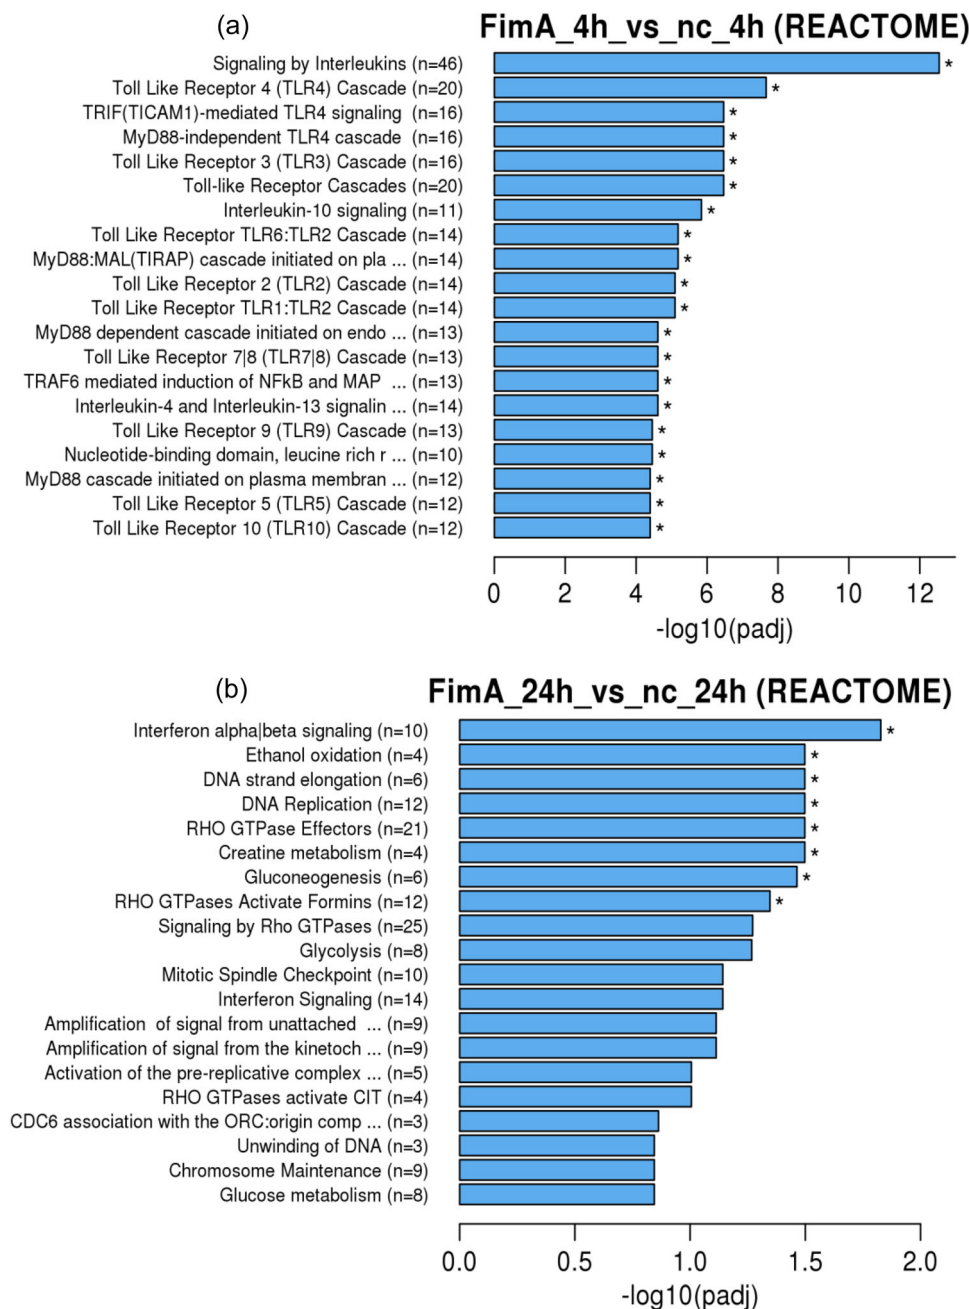 (a)
FimA_4h_vs_nc_4h (REACTOME)
Signaling by Interleukins (n=46) *
Toll Like Receptor 4 (TLR4) Cascade (n=20) *
TRIF(TICAM1)-mediated TLR4 signaling (n=16) *
MyD88-independent TLR4 cascade (n=16) *
Toll Like Receptor 3 (TLR3) Cascade (n=16) *
Toll-like Receptor Cascades (n=20) *
Interleukin-10 signaling (n=11) *
Toll Like Receptor TLR6:TLR2 Cascade (n=14) *
MyD88:MAL(TIRAP) cascade initiated on pla ... (n=14) *
Toll Like Receptor 2 (TLR2) Cascade (n=14) *
Toll Like Receptor TLR1:TLR2 Cascade (n=14) *
MyD88 dependent cascade initiated on endo ... (n=13) *
Toll Like Receptor 7|8 (TLR7|8) Cascade (n=13) *
TRAF6 mediated induction of NFkB and MAP ... (n=13) *
Interleukin-4 and Interleukin-13 signalin ... (n=14) *
Toll Like Receptor 9 (TLR9) Cascade (n=13) *
Nucleotide-binding domain, leucine rich r ... (n=10) *
MyD88 cascade initiated on plasma membran ... (n=12) *
Toll Like Receptor 5 (TLR5) Cascade (n=12) *
Toll Like Receptor 10 (TLR10) Cascade (n=12) *
0 2 4 6 8 10 12
-log10(padj)
(b)
FimA_24h_vs_nc_24h (REACTOME)
Interferon alpha|beta signaling (n=10) *
Ethanol oxidation (n=4) *
DNA strand elongation (n=6) *
DNA Replication (n=12) *
RHO GTPase Effectors (n=21) *
Creatine metabolism (n=4) *
Gluconeogenesis (n=6) *
RHO GTPases Activate Formins (n=12) *
Signaling by Rho GTPases (n=25)
Glycolysis (n=8)
Mitotic Spindle Checkpoint (n=10)
Interferon Signaling (n=14)
Amplification of signal from unattached ... (n=9)
Amplification of signal from the kinetoch ... (n=9)
Activation of the pre-replicative complex ... (n=5)
RHO GTPases activate CIT (n=4)
CDC6 association with the ORC:origin comp ... (n=3)
Unwinding of DNA (n=3)
Chromosome Maintenance (n=9)
Glucose metabolism (n=8)
0.0 0.5 1.0 1.5 2.0
-log10(padj)